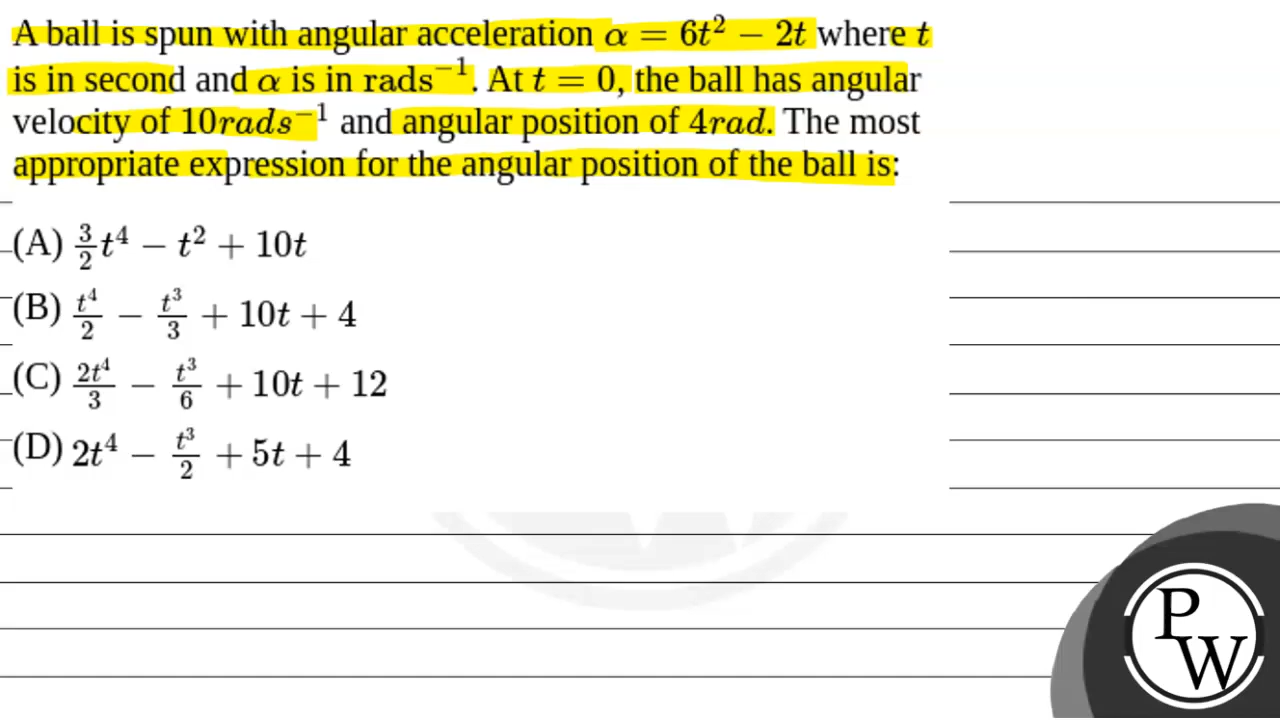 A ball is spun with angular acceleration α = 6t² − 2t where t
is in second and α is in rads⁻¹. At t = 0, the ball has angular
velocity of 10rads⁻¹ and angular position of 4rad. The most
appropriate expression for the angular position of the ball is:
(A) 3/2 t⁴ − t² + 10t
(B) t⁴/2 − t³/3 + 10t + 4
(C) 2t⁴/3 − t³/6 + 10t + 12
(D) 2t⁴ − t³/2 + 5t + 4
PW